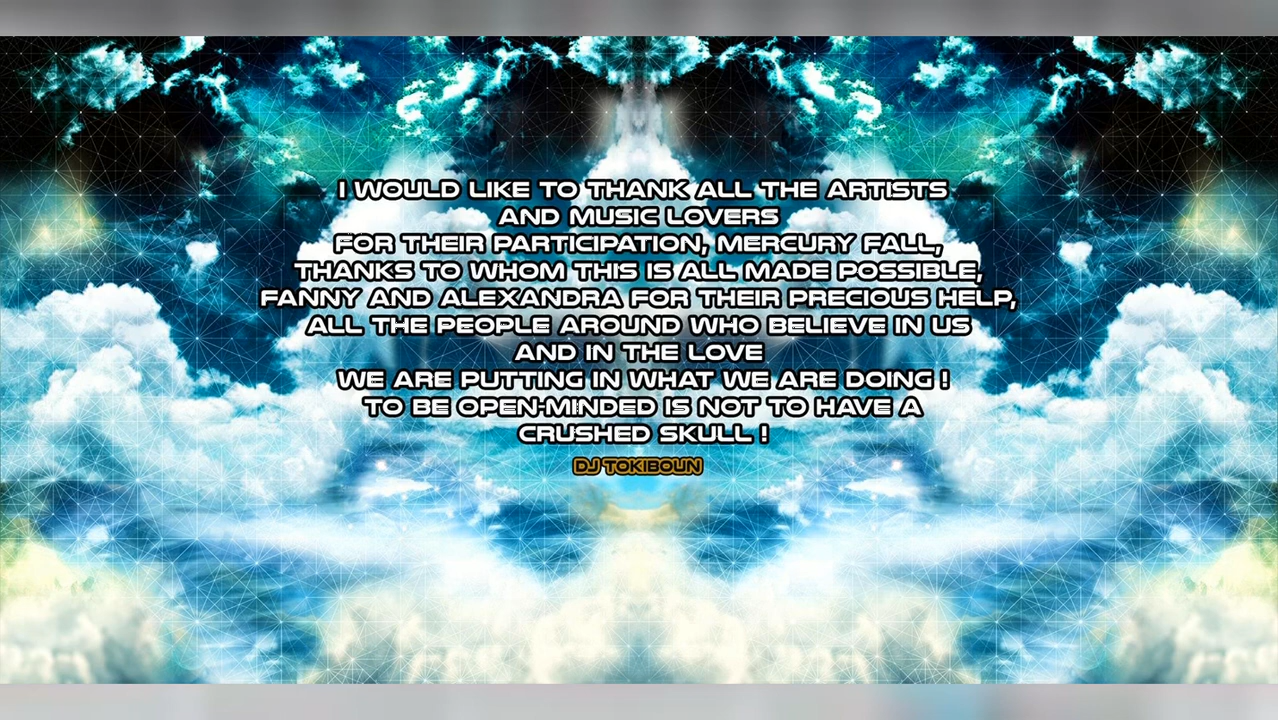 I WOULD LIKE TO THANK ALL THE ARTISTS
AND MUSIC LOVERS
FOR THEIR PARTICIPATION, MERCURY FALL,
THANKS TO WHOM THIS IS ALL MADE POSSIBLE,
FANNY AND ALEXANDRA FOR THEIR PRECIOUS HELP,
ALL THE PEOPLE AROUND WHO BELIEVE IN US
AND IN THE LOVE
WE ARE PUTTING IN WHAT WE ARE DOING !
TO BE OPEN-MINDED IS NOT TO HAVE A
CRUSHED SKULL !
DJ TOKIBOUN